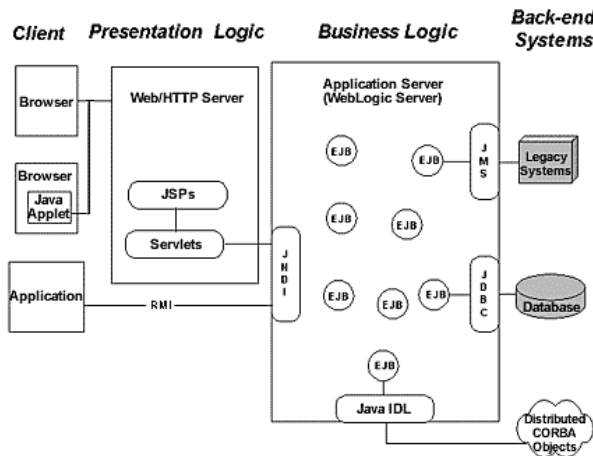 Client
Presentation Logic
Business Logic
Back-end
Systems
Browser
Browser
Java
Applet
Application
Web/HTTP Server
JSPs
Servlets
RMI
JNDI
Application Server
(WebLogic Server)
EJB
EJB
EJB
EJB
EJB
EJB
EJB
EJB
JMS
JDBC
Java IDL
Legacy
Systems
Database
Distributed
CORBA
Objects